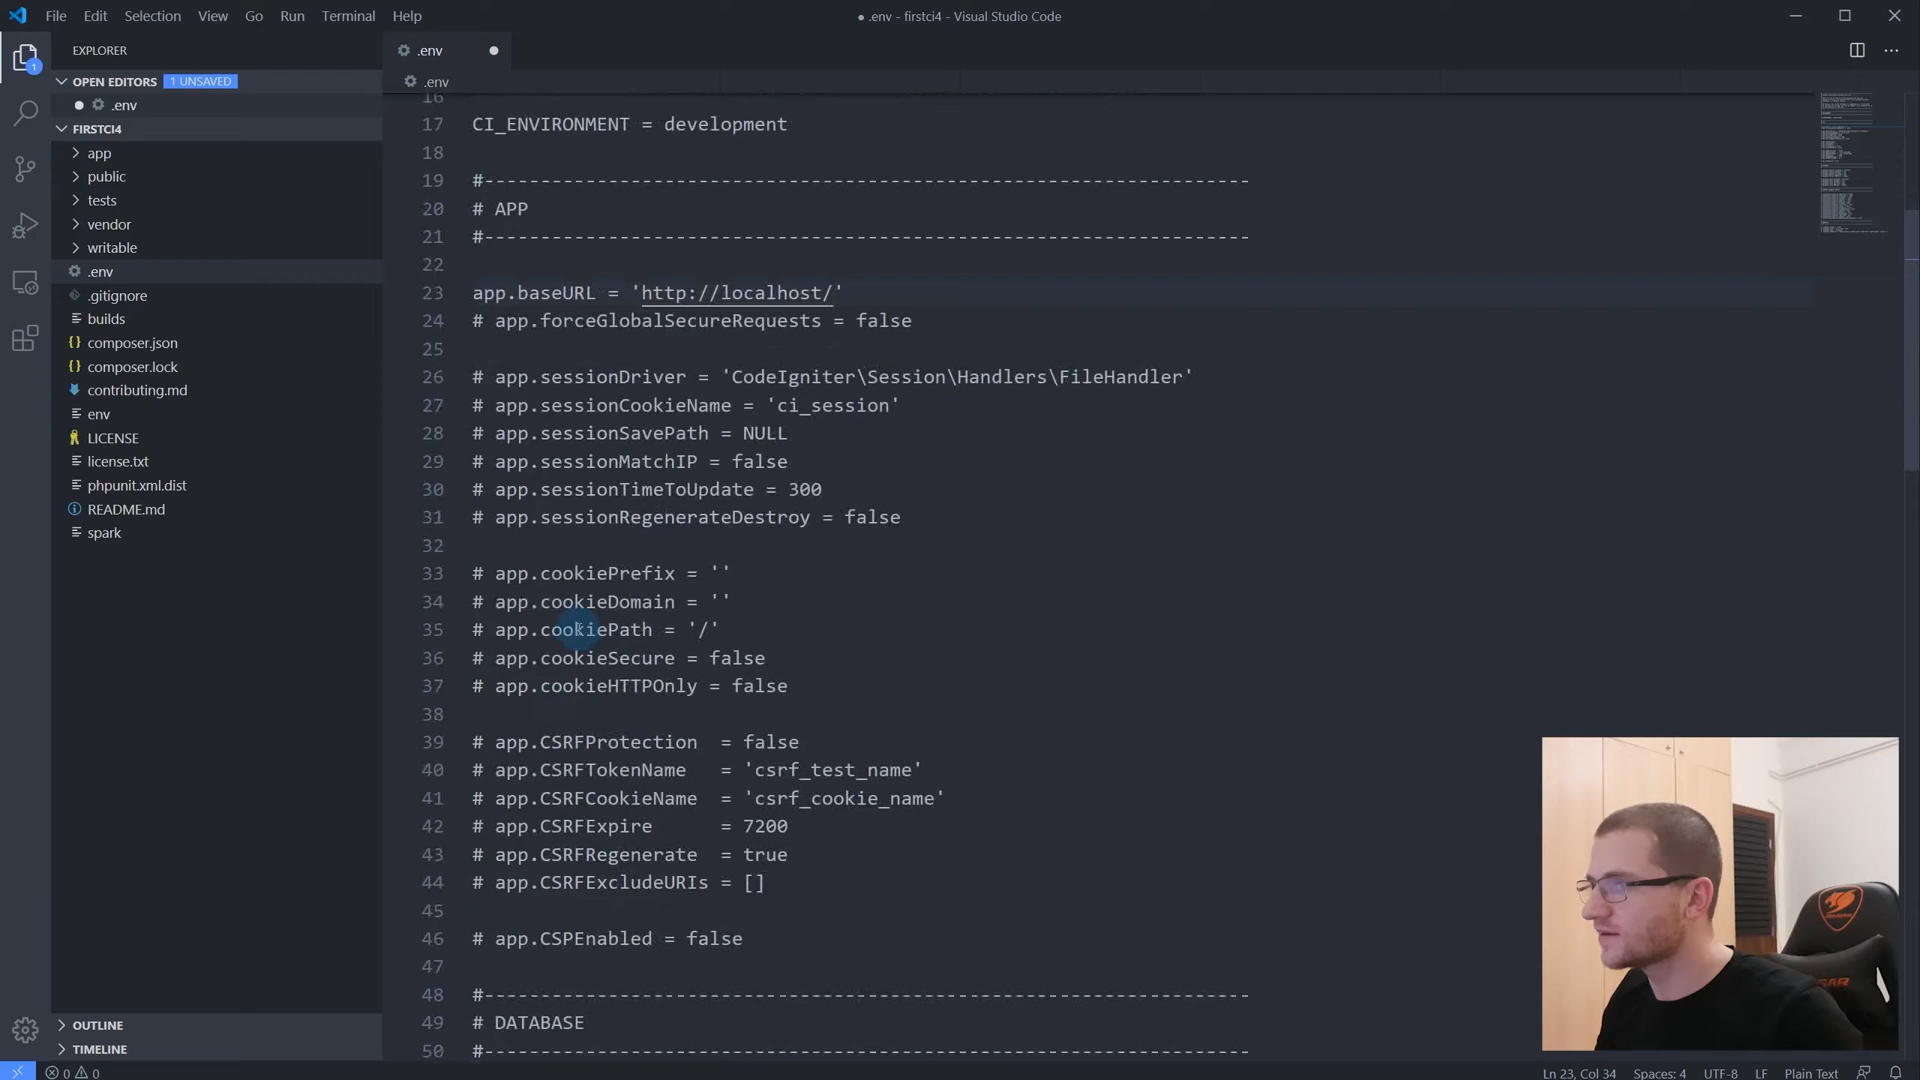 File Edit Selection View Go Run Terminal Help
● .env - firstci4 - Visual Studio Code
EXPLORER
.env
1
OPEN EDITORS 1 UNSAVED
.env
.env
FIRSTCI4
app
public
tests
vendor
writable
.env
.gitignore
builds
composer.json
composer.lock
contributing.md
env
LICENSE
license.txt
phpunit.xml.dist
README.md
spark
OUTLINE
TIMELINE
16
17 CI_ENVIRONMENT = development
18
19 #--------------------------------------------------------------------
20 # APP
21 #--------------------------------------------------------------------
22
23 app.baseURL = 'http://localhost/'
24 # app.forceGlobalSecureRequests = false
25
26 # app.sessionDriver = 'CodeIgniter\Session\Handlers\FileHandler'
27 # app.sessionCookieName = 'ci_session'
28 # app.sessionSavePath = NULL
29 # app.sessionMatchIP = false
30 # app.sessionTimeToUpdate = 300
31 # app.sessionRegenerateDestroy = false
32
33 # app.cookiePrefix = ''
34 # app.cookieDomain = ''
35 # app.cookiePath = '/'
36 # app.cookieSecure = false
37 # app.cookieHTTPOnly = false
38
39 # app.CSRFProtection  = false
40 # app.CSRFTokenName   = 'csrf_test_name'
41 # app.CSRFCookieName  = 'csrf_cookie_name'
42 # app.CSRFExpire      = 7200
43 # app.CSRFRegenerate  = true
44 # app.CSRFExcludeURIs = []
45
46 # app.CSPEnabled = false
47
48 #--------------------------------------------------------------------
49 # DATABASE
50 #--------------------------------------------------------------------
0 0
Ln 23, Col 34 Spaces: 4 UTF-8 LF Plain Text